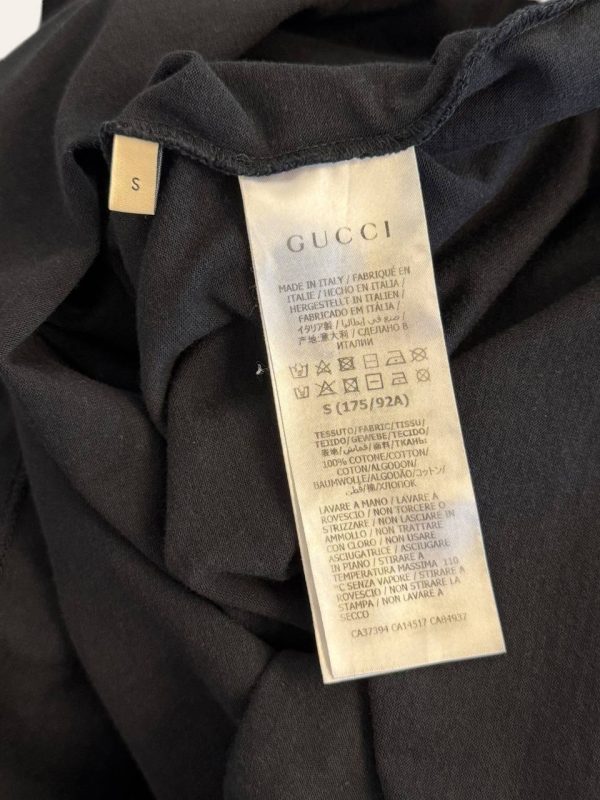 S
GUCCI
MADE IN ITALY / FABRIQUÉ EN
ITALIE / HECHO EN ITALIA /
HERGESTELLT IN ITALIEN /
FABRICADO EM ITÁLIA /
イタリア製 / صنع في إيطاليا /
产地:意大利 / СДЕЛАНО В
ИТАЛИИ
S (175/92A)
TESSUTO/FABRIC/TISSU/
TEJIDO/GEWEBE/TECIDO/
/قماش/面料/ТКАНЬ:
100% COTONE/COTTON/
COTON/ALGODON/
BAUMWOLLE/ALGODÃO/コットン/
قطن/棉/ХЛОПОК
LAVARE A MANO / LAVARE A
ROVESCIO / NON TORCERE O
STRIZZARE / NON LASCIARE IN
AMMOLLO / NON TRATTARE
CON CLORO / NON USARE
ASCIUGATRICE / ASCIUGARE
IN PIANO / STIRARE A
TEMPERATURA MASSIMA 110
°C SENZA VAPORE / STIRARE A
ROVESCIO / NON STIRARE LA
STAMPA / NON LAVARE A
SECCO
CA37394 CA14517 CA84937